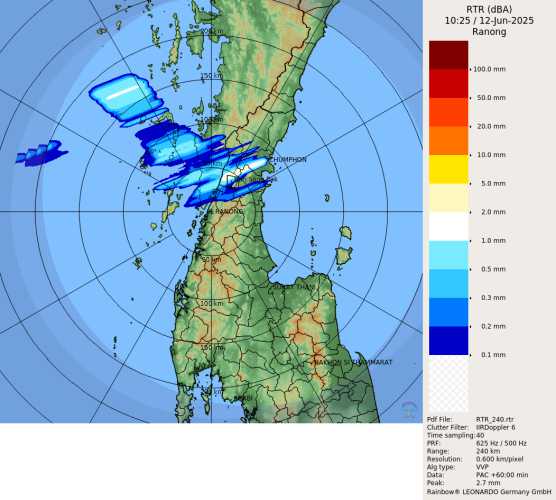 RTR (dBA)
10:25 / 12-Jun-2025
Ranong
100.0 mm
50.0 mm
20.0 mm
10.0 mm
5.0 mm
2.0 mm
1.0 mm
0.5 mm
0.3 mm
0.2 mm
0.1 mm
200 km
150 km
100 km
CHUMPHON
RANONG
50 km
SURAT THANI
100 km
150 km
NAKHON SI THAMMARAT
KRABI
Pdf File: RTR_240.rtr
Clutter Filter: IIRDoppler 6
Time sampling:40
PRF: 625 Hz / 500 Hz
Range: 240 km
Resolution: 0.600 km/pixel
Alg type: VVP
Data: PAC +60:00 min
Peak: 2.7 mm
Rainbow® LEONARDO Germany GmbH